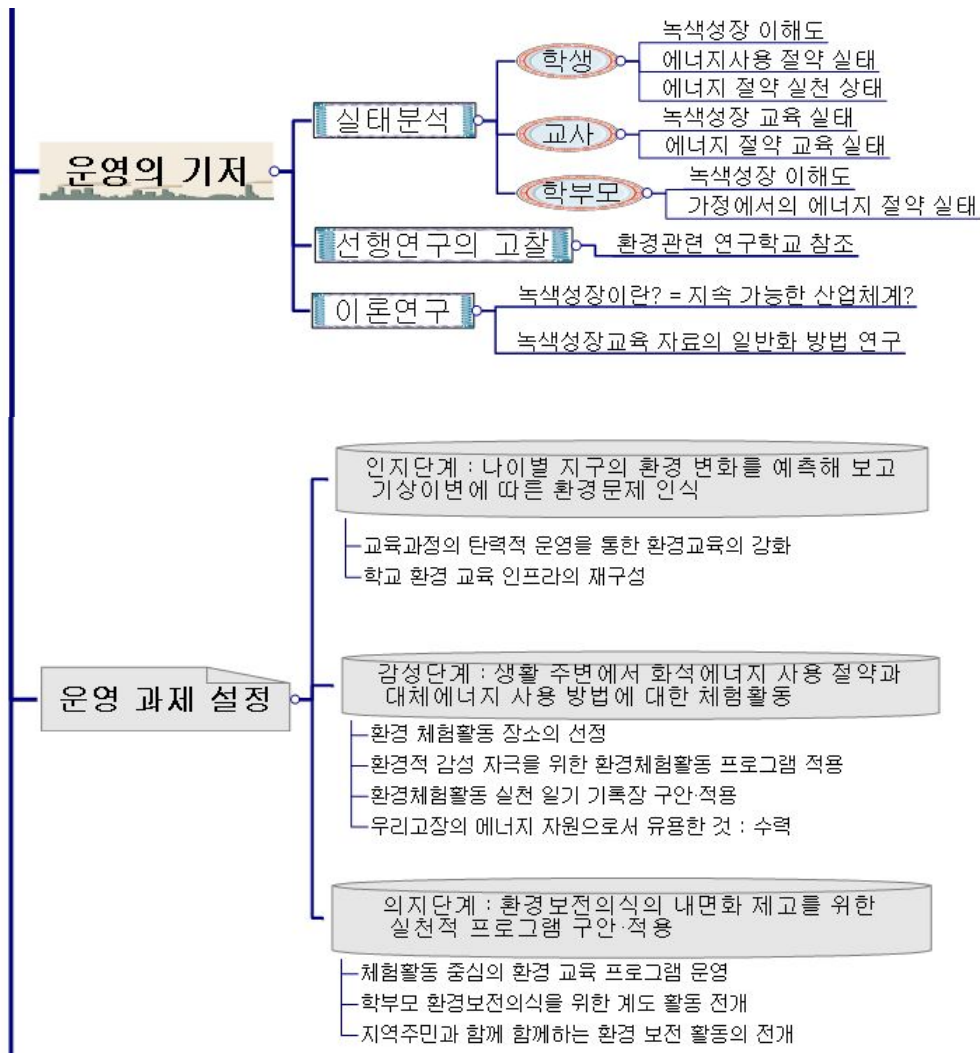 운영의 기저
실태분석
학생
녹색성장 이해도
에너지사용 절약 실태
에너지 절약 실천 상태
교사
녹색성장 교육 실태
에너지 절약 교육 실태
학부모
녹색성장 이해도
가정에서의 에너지 절약 실태
선행연구의 고찰
환경관련 연구학교 참조
이론연구
녹색성장이란? = 지속 가능한 산업체계?
녹색성장교육 자료의 일반화 방법 연구
운영 과제 설정
인지단계 : 나이별 지구의 환경 변화를 예측해 보고
기상이변에 따른 환경문제 인식
교육과정의 탄력적 운영을 통한 환경교육의 강화
학교 환경 교육 인프라의 재구성
감성단계 : 생활 주변에서 화석에너지 사용 절약과
대체에너지 사용 방법에 대한 체험활동
환경 체험활동 장소의 선정
환경적 감성 자극을 위한 환경체험활동 프로그램 적용
환경체험활동 실천 일기 기록장 구안·적용
우리고장의 에너지 자원으로서 유용한 것 : 수력
의지단계 : 환경보전의식의 내면화 제고를 위한
실천적 프로그램 구안·적용
체험활동 중심의 환경 교육 프로그램 운영
학부모 환경보전의식을 위한 계도 활동 전개
지역주민과 함께 함께하는 환경 보전 활동의 전개